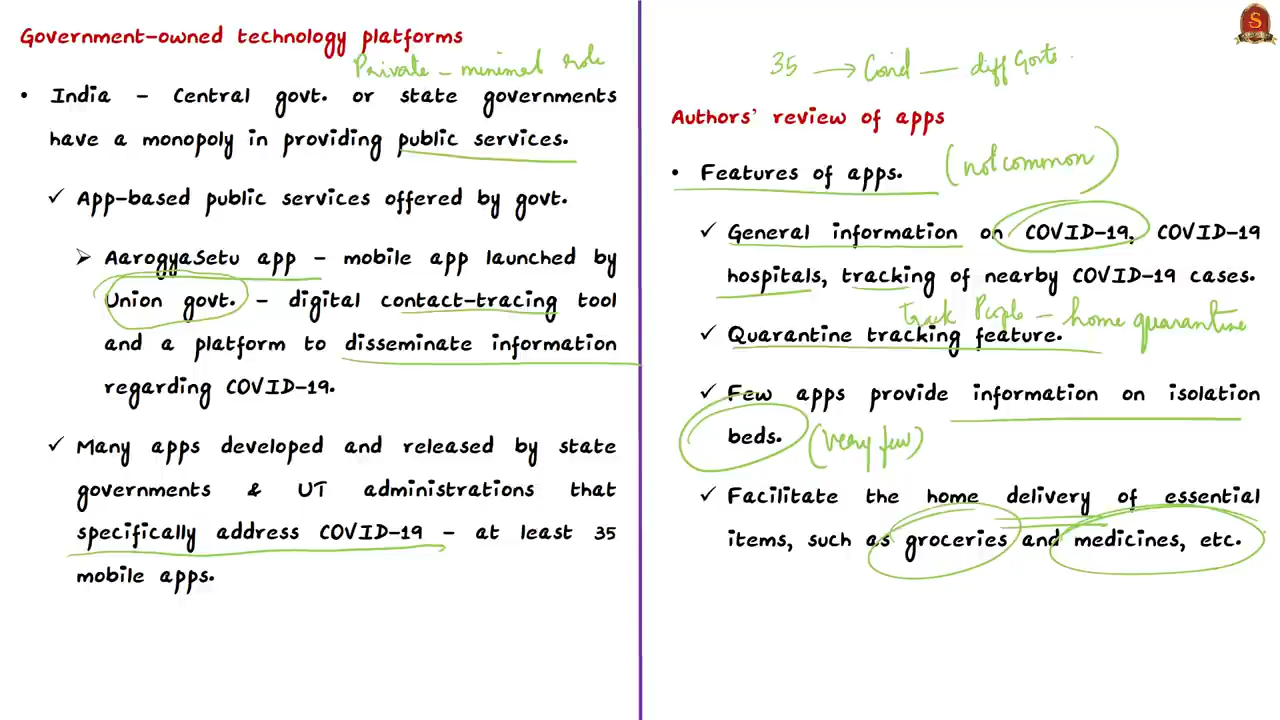 Government-owned technology platforms
Private - minimal role
• India - Central govt. or state governments
have a monopoly in providing public services.
✓ App-based public services offered by govt.
➢ AarogyaSetu app - mobile app launched by
Union govt. - digital contact-tracing tool
and a platform to disseminate information
regarding COVID-19.
✓ Many apps developed and released by state
governments & UT administrations that
specifically address COVID-19 - at least 35
mobile apps.
35 → Covid — diff Govts.
Authors' review of apps
• Features of apps. (not common)
✓ General information on COVID-19, COVID-19
hospitals, tracking of nearby COVID-19 cases.
track People - home quarantine
✓ Quarantine tracking feature.
✓ Few apps provide information on isolation
beds. (very few)
✓ Facilitate the home delivery of essential
items, such as groceries and medicines, etc.
S